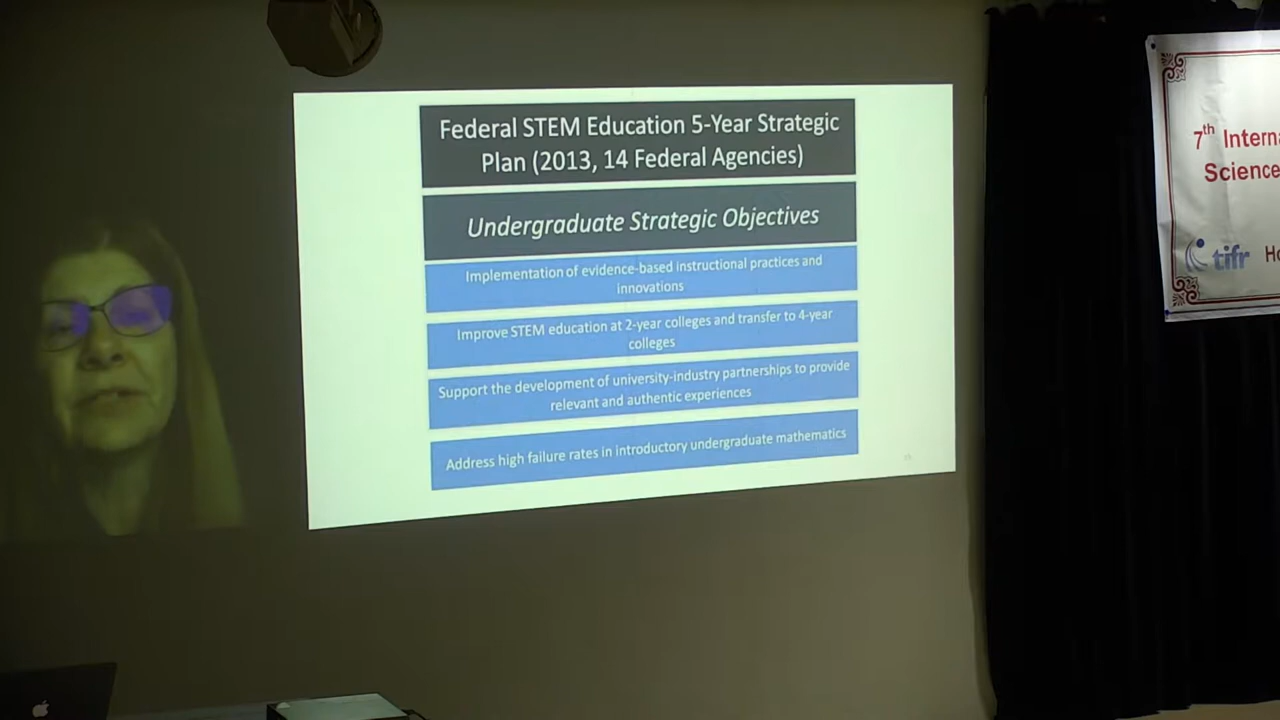 Federal STEM Education 5-Year Strategic
Plan (2013, 14 Federal Agencies)
Undergraduate Strategic Objectives
Implementation of evidence-based instructional practices and
innovations
Improve STEM education at 2-year colleges and transfer to 4-year
colleges
Support the development of university-industry partnerships to provide
relevant and authentic experiences
Address high failure rates in introductory undergraduate mathematics
7th Interna
Science
tifr Ho